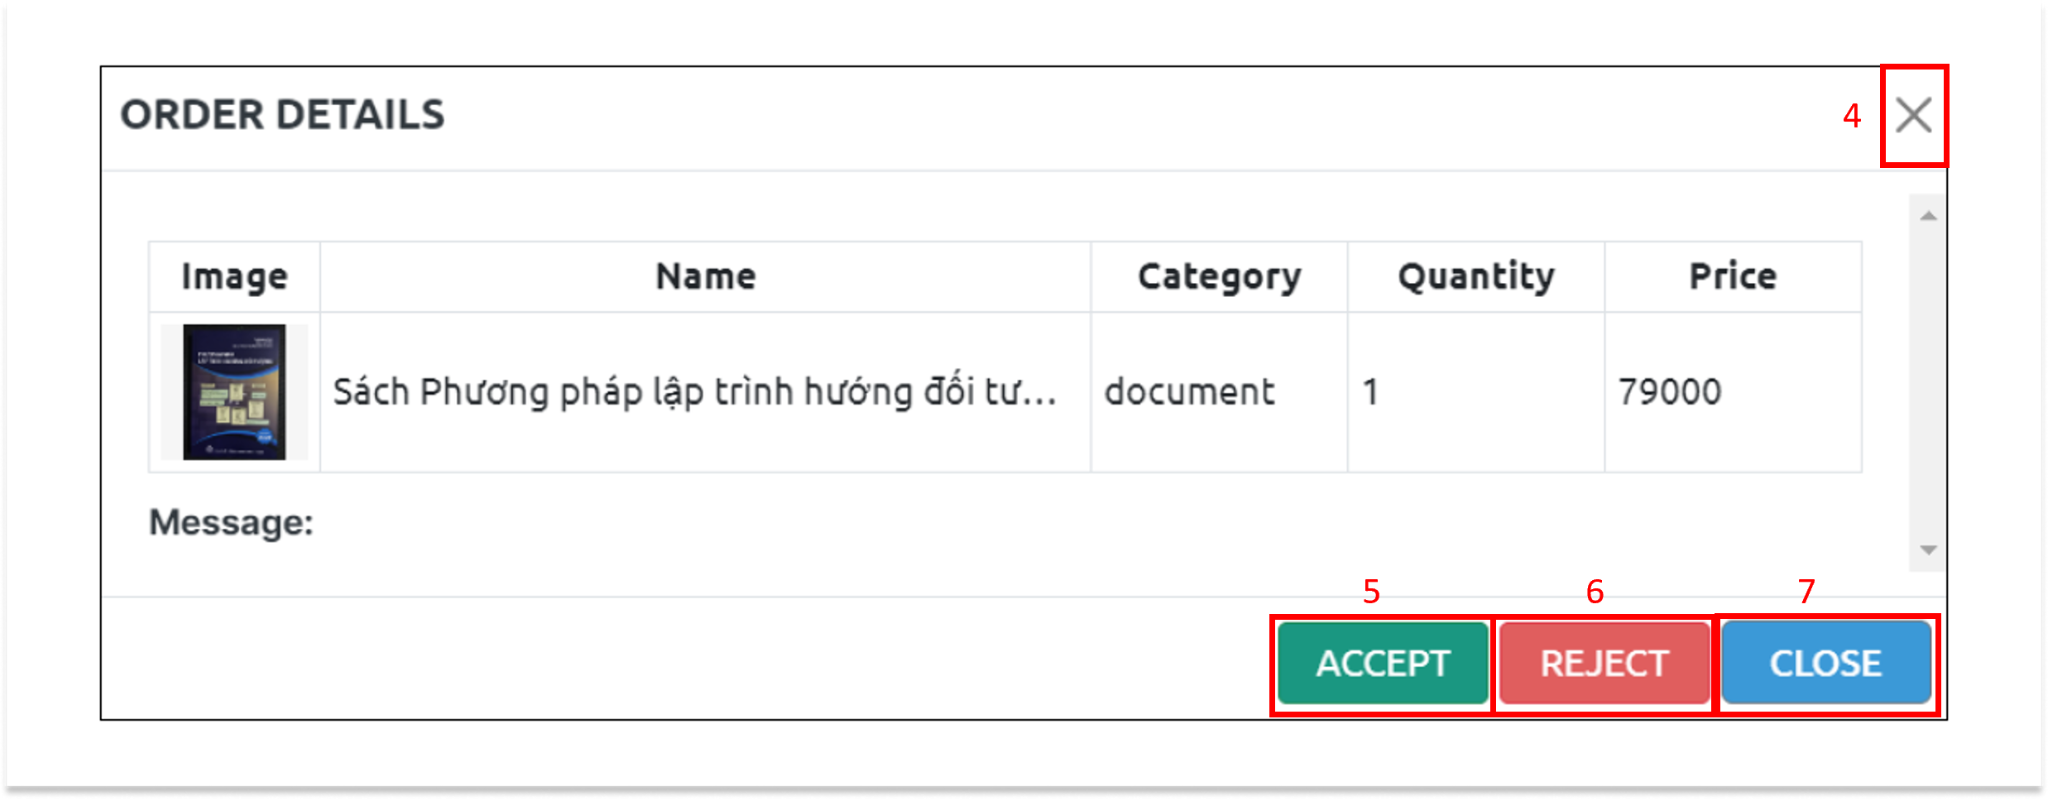 ORDER DETAILS
4
Image Name Category Quantity Price
Sách Phương pháp lập trình hướng đối tư... document 1 79000
Message:
5 6 7
ACCEPT REJECT CLOSE